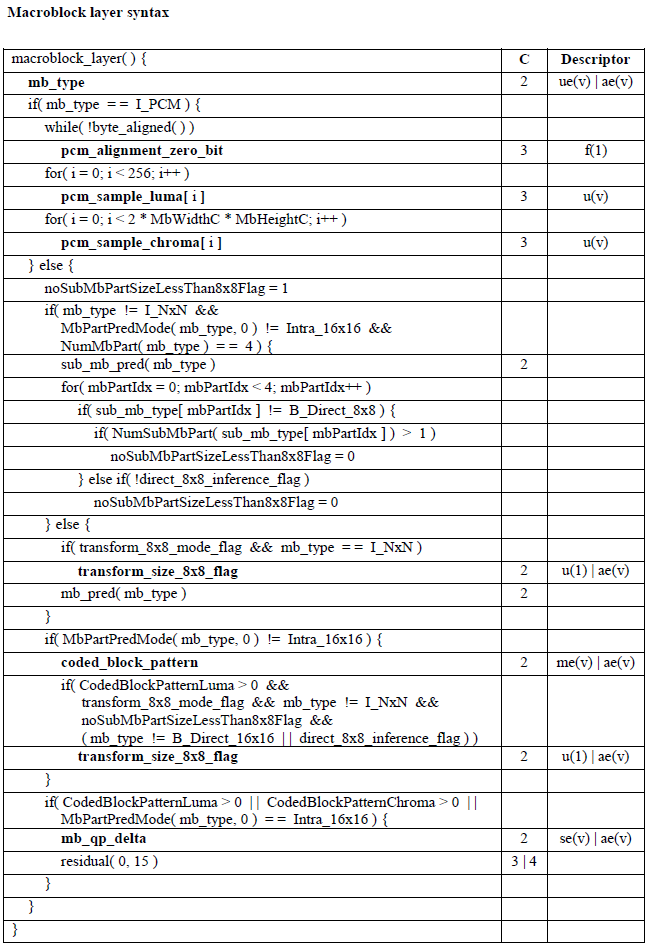 Macroblock layer syntax
macroblock_layer( ) { C Descriptor
mb_type 2 ue(v) | ae(v)
if( mb_type = = I_PCM ) {
while( !byte_aligned( ) )
pcm_alignment_zero_bit 3 f(1)
for( i = 0; i < 256; i++ )
pcm_sample_luma[ i ] 3 u(v)
for( i = 0; i < 2 * MbWidthC * MbHeightC; i++ )
pcm_sample_chroma[ i ] 3 u(v)
} else {
noSubMbPartSizeLessThan8x8Flag = 1
if( mb_type != I_NxN &&
MbPartPredMode( mb_type, 0 ) != Intra_16x16 &&
NumMbPart( mb_type ) = = 4 ) {
sub_mb_pred( mb_type ) 2
for( mbPartIdx = 0; mbPartIdx < 4; mbPartIdx++ )
if( sub_mb_type[ mbPartIdx ] != B_Direct_8x8 ) {
if( NumSubMbPart( sub_mb_type[ mbPartIdx ] ) > 1 )
noSubMbPartSizeLessThan8x8Flag = 0
} else if( !direct_8x8_inference_flag )
noSubMbPartSizeLessThan8x8Flag = 0
} else {
if( transform_8x8_mode_flag && mb_type = = I_NxN )
transform_size_8x8_flag 2 u(1) | ae(v)
mb_pred( mb_type ) 2
}
if( MbPartPredMode( mb_type, 0 ) != Intra_16x16 ) {
coded_block_pattern 2 me(v) | ae(v)
if( CodedBlockPatternLuma > 0 &&
transform_8x8_mode_flag && mb_type != I_NxN &&
noSubMbPartSizeLessThan8x8Flag &&
( mb_type != B_Direct_16x16 | | direct_8x8_inference_flag ) )
transform_size_8x8_flag 2 u(1) | ae(v)
}
if( CodedBlockPatternLuma > 0 | | CodedBlockPatternChroma > 0 | |
MbPartPredMode( mb_type, 0 ) = = Intra_16x16 ) {
mb_qp_delta 2 se(v) | ae(v)
residual( 0, 15 ) 3 | 4
}
}
}